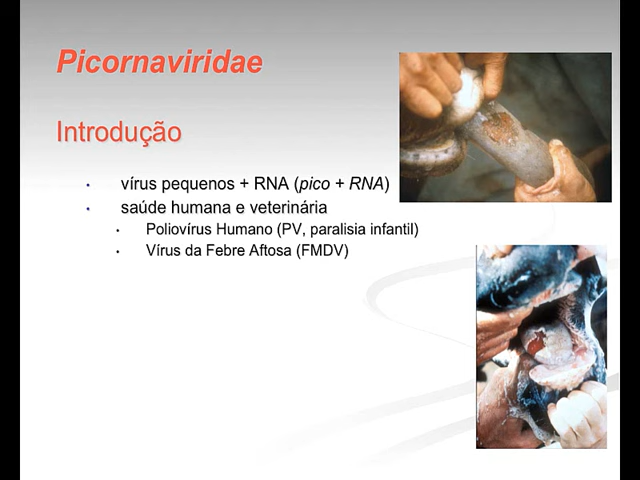 Picornaviridae
Introdução
vírus pequenos + RNA (pico + RNA)
saúde humana e veterinária
Poliovírus Humano (PV, paralisia infantil)
Vírus da Febre Aftosa (FMDV)